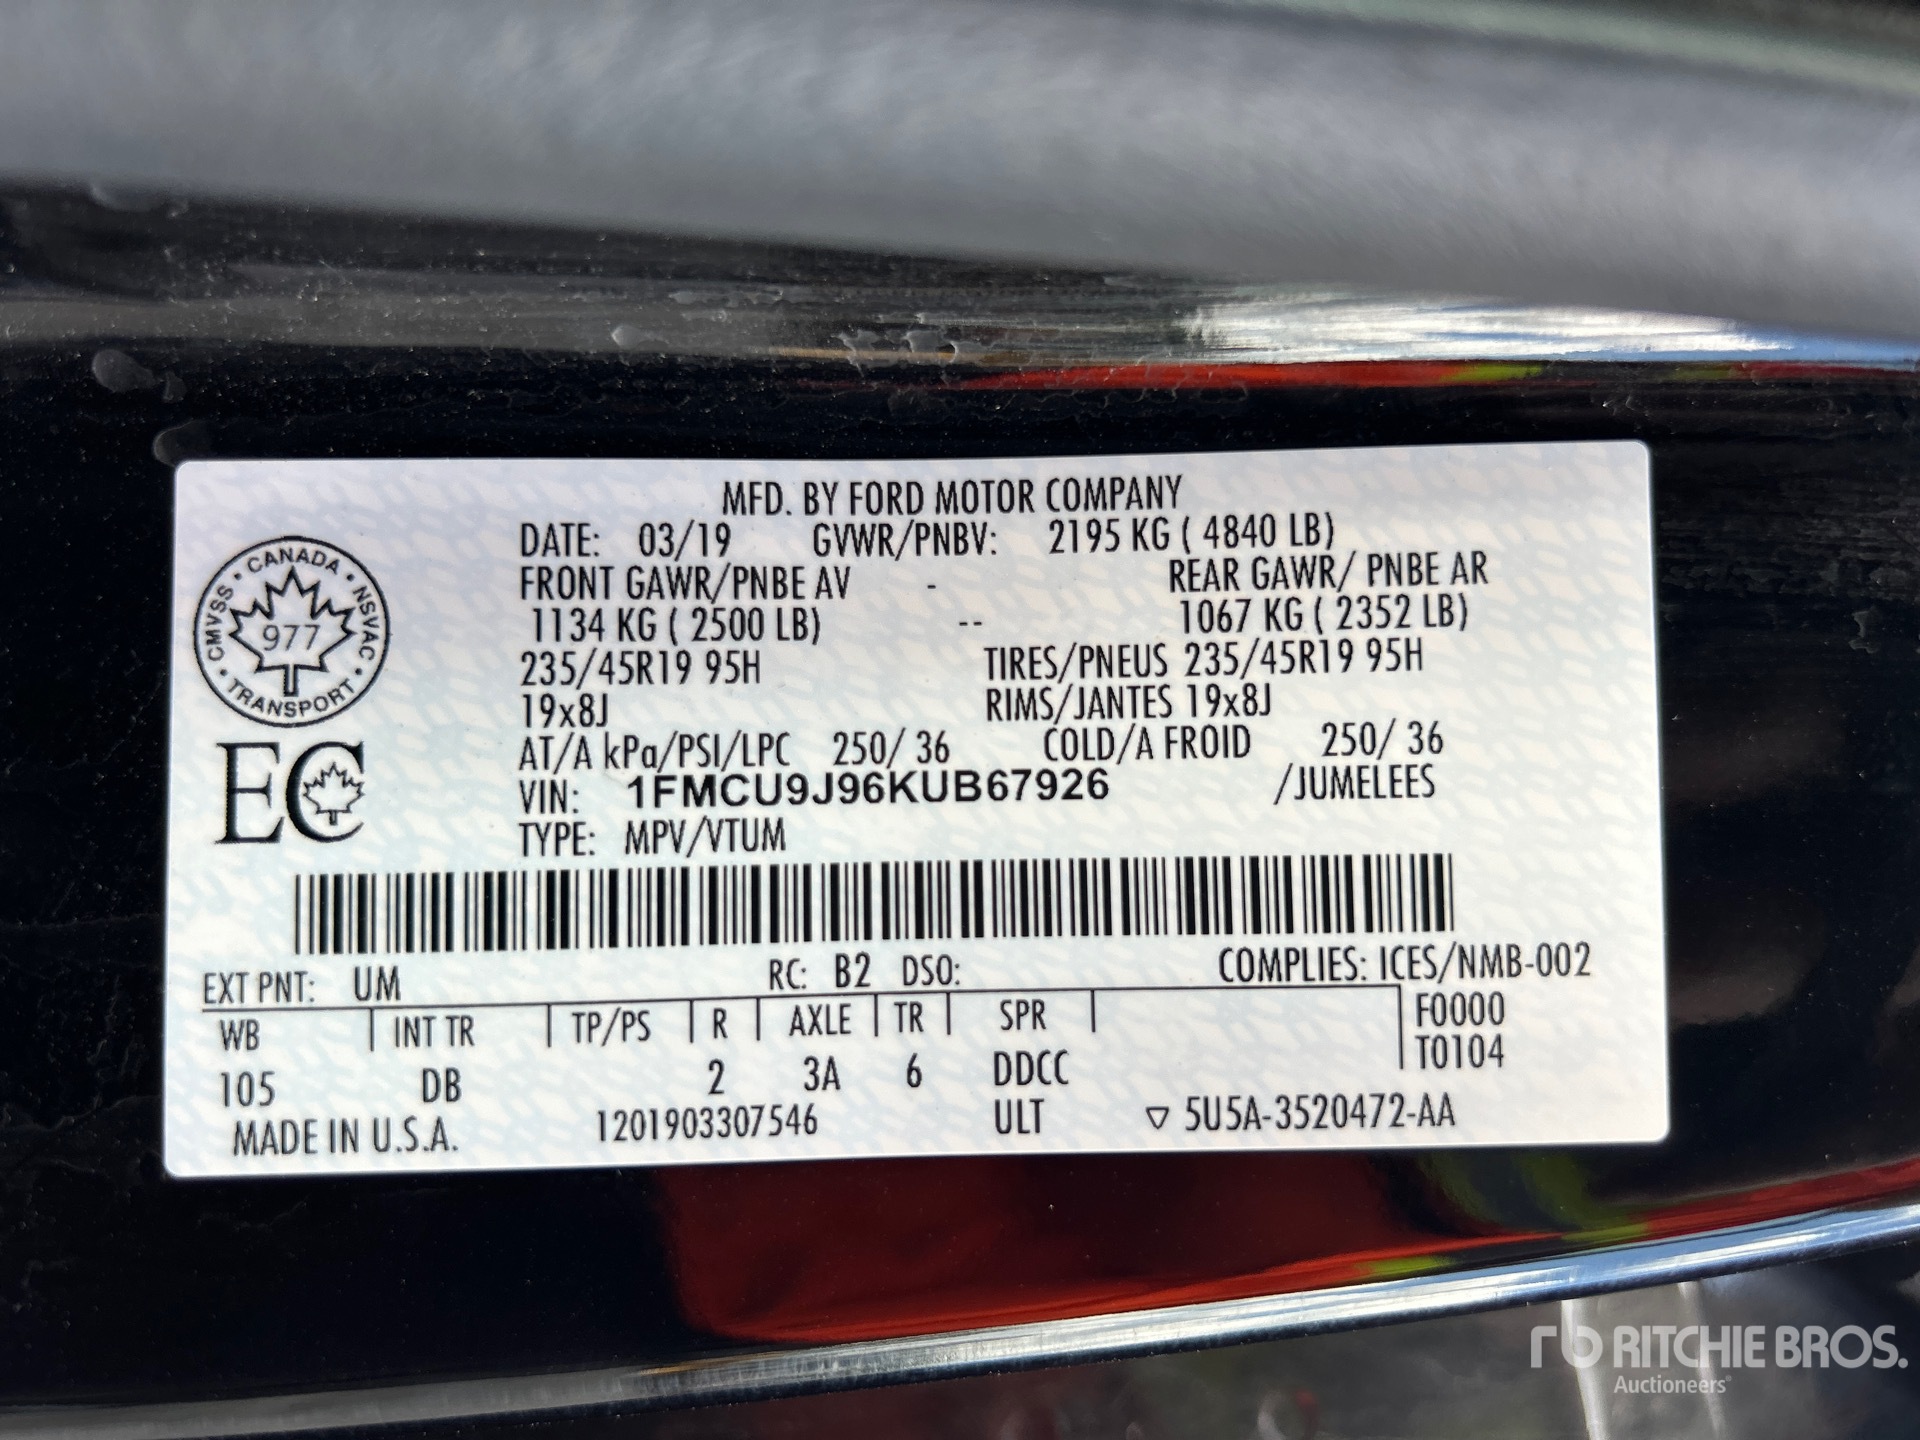 MFD. BY FORD MOTOR COMPANY
DATE: 03/19 GVWR/PNBV: 2195 KG ( 4840 LB)
FRONT GAWR/PNBE AV - REAR GAWR/ PNBE AR
1134 KG ( 2500 LB) -- 1067 KG ( 2352 LB)
235/45R19 95H TIRES/PNEUS 235/45R19 95H
19x8J RIMS/JANTES 19x8J
AT/A kPa/PSI/LPC 250/ 36 COLD/A FROID 250/ 36
VIN: 1FMCU9J96KUB67926 /JUMELEES
TYPE: MPV/VTUM
CANADA · NSVAC · TRANSPORT · CMVSS ·
977
EC
EXT PNT: UM RC: B2 DSO: COMPLIES: ICES/NMB-002
WB INT TR TP/PS R AXLE TR SPR F0000
T0104
105 DB 2 3A 6 DDCC
MADE IN U.S.A. 1201903307546 ULT ▽ 5U5A-3520472-AA
rb RITCHIE BROS.
Auctioneers®